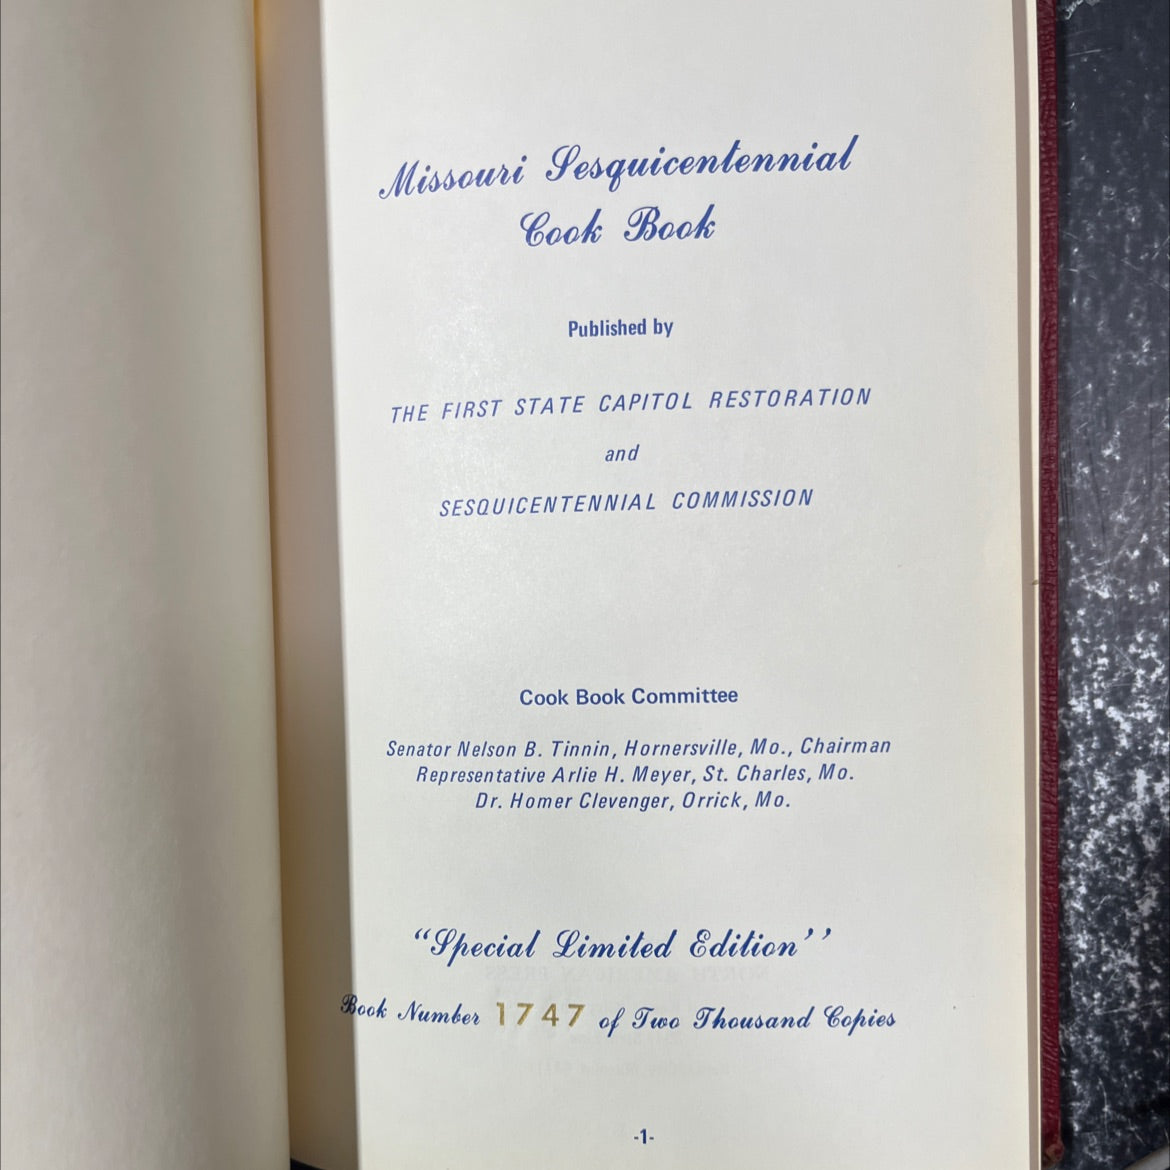 Missouri Sesquicentennial
Cook Book
Published by
THE FIRST STATE CAPITOL RESTORATION
and
SESQUICENTENNIAL COMMISSION
Cook Book Committee
Senator Nelson B. Tinnin, Hornersville, Mo., Chairman
Representative Arlie H. Meyer, St. Charles, Mo.
Dr. Homer Clevenger, Orrick, Mo.
“Special Limited Edition’’
Book Number 1747 of Two Thousand Copies
-1-